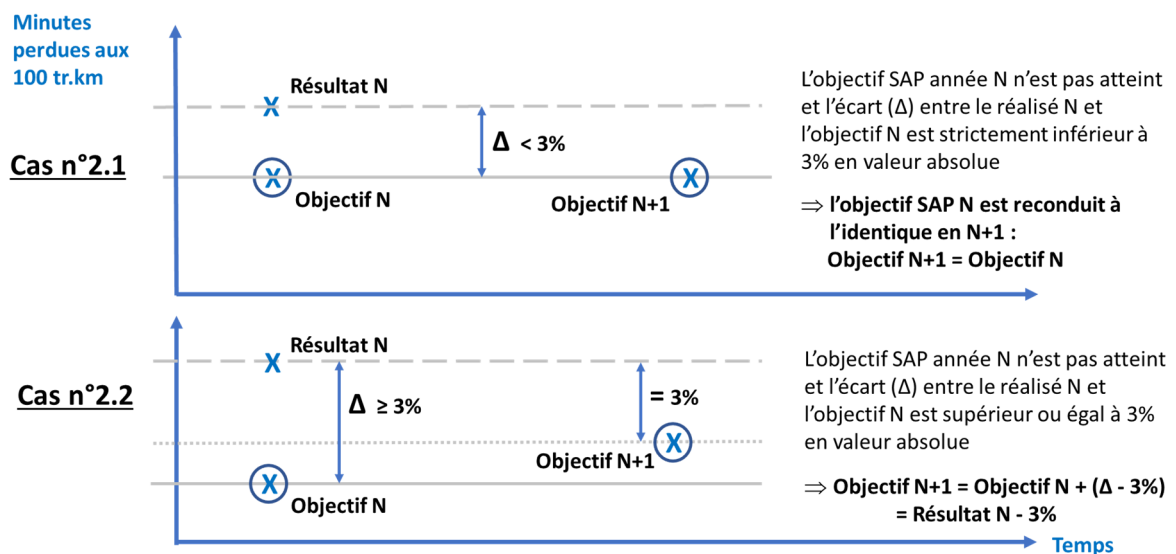 Minutes
perdues aux
100 tr.km
Résultat N
Δ < 3%
Cas n°2.1
Objectif N
Objectif N+1
L’objectif SAP année N n’est pas atteint
et l’écart (Δ) entre le réalisé N et
l’objectif N est strictement inférieur à
3% en valeur absolue
⇒ l’objectif SAP N est reconduit à
l’identique en N+1 :
Objectif N+1 = Objectif N
Résultat N
Cas n°2.2
Δ ≥ 3%
= 3%
Objectif N+1
Objectif N
L’objectif SAP année N n’est pas atteint
et l’écart (Δ) entre le réalisé N et
l’objectif N est supérieur ou égal à 3%
en valeur absolue
⇒ Objectif N+1 = Objectif N + (Δ - 3%)
= Résultat N - 3%
Temps